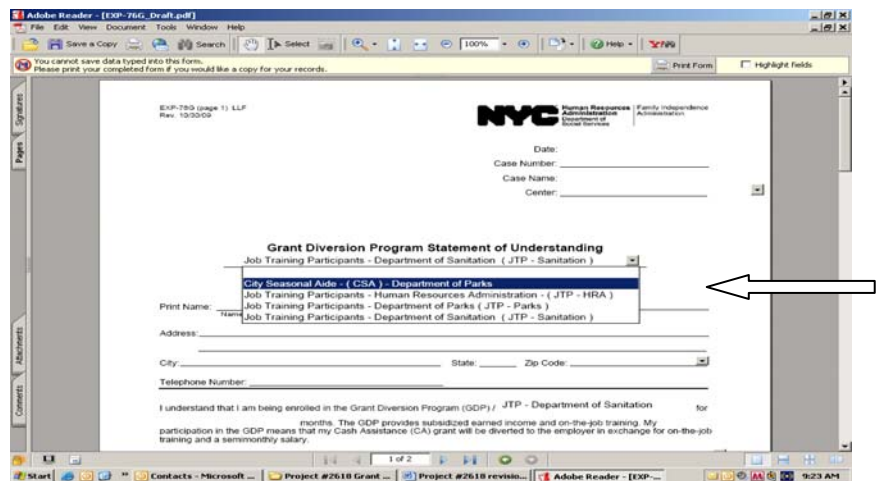 Adobe Reader - [EXP-76G_Draft.pdf]
File Edit View Document Tools Window Help
Save a Copy Search Select 100% Help
You cannot save data typed into this form.
Please print your completed form if you would like a copy for your records.
Print Form Highlight Fields
Signatures
Pages
Attachments
Comments
EXP-76G (page 1) LLF
Rev. 10/30/09
NYC Human Resources Administration Department of Social Services Family Independence Administration
Date:
Case Number:
Case Name:
Center:
Grant Diversion Program Statement of Understanding
Job Training Participants - Department of Sanitation ( JTP - Sanitation )
City Seasonal Aide - ( CSA ) - Department of Parks
Job Training Participants - Human Resources Administration - ( JTP - HRA )
Job Training Participants - Department of Parks ( JTP - Parks )
Job Training Participants - Department of Sanitation ( JTP - Sanitation )
Print Name:
Name
Address:
City: State: Zip Code:
Telephone Number:
I understand that I am being enrolled in the Grant Diversion Program (GDP) / JTP - Department of Sanitation for
months. The GDP provides subsidized earned income and on-the-job training. My
participation in the GDP means that my Cash Assistance (CA) grant will be diverted to the employer in exchange for on-the-job
training and a semimonthly salary.
1 of 2
Start Contacts - Microsoft ... Project #2618 Grant ... Project #2618 revisio... Adobe Reader - [EXP-... 9:23 AM